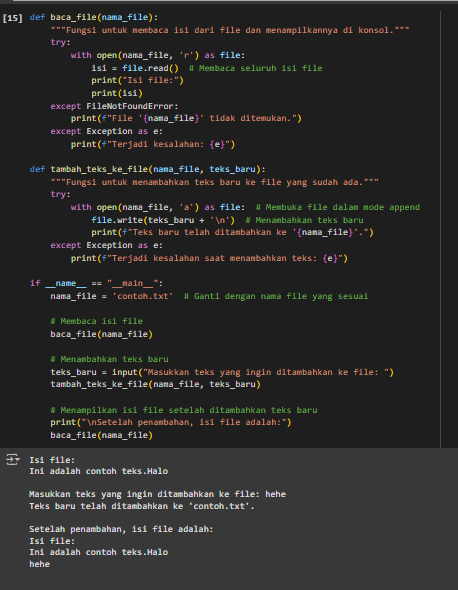 [15] def baca_file(nama_file):
    """Fungsi untuk membaca isi dari file dan menampilkannya di konsol."""
    try:
        with open(nama_file, 'r') as file:
            isi = file.read()  # Membaca seluruh isi file
            print("Isi file:")
            print(isi)
    except FileNotFoundError:
        print(f"File '{nama_file}' tidak ditemukan.")
    except Exception as e:
        print(f"Terjadi kesalahan: {e}")

def tambah_teks_ke_file(nama_file, teks_baru):
    """Fungsi untuk menambahkan teks baru ke file yang sudah ada."""
    try:
        with open(nama_file, 'a') as file:  # Membuka file dalam mode append
            file.write(teks_baru + '\n')  # Menambahkan teks baru
            print(f"Teks baru telah ditambahkan ke '{nama_file}'.")
    except Exception as e:
        print(f"Terjadi kesalahan saat menambahkan teks: {e}")

if __name__ == "__main__":
    nama_file = 'contoh.txt'  # Ganti dengan nama file yang sesuai

    # Membaca isi file
    baca_file(nama_file)

    # Menambahkan teks baru
    teks_baru = input("Masukkan teks yang ingin ditambahkan ke file: ")
    tambah_teks_ke_file(nama_file, teks_baru)

    # Menampilkan isi file setelah ditambahkan teks baru
    print("\nSetelah penambahan, isi file adalah:")
    baca_file(nama_file)

Isi file:
Ini adalah contoh teks.Halo

Masukkan teks yang ingin ditambahkan ke file: hehe
Teks baru telah ditambahkan ke 'contoh.txt'.

Setelah penambahan, isi file adalah:
Isi file:
Ini adalah contoh teks.Halo
hehe